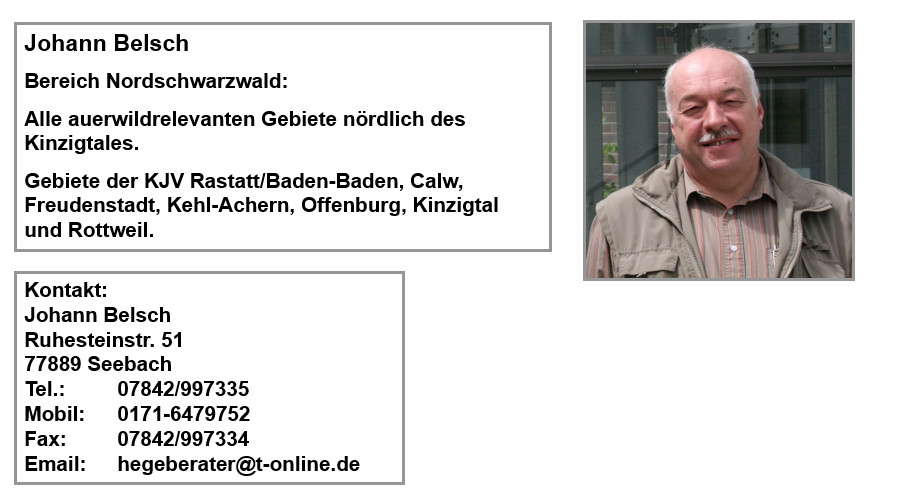 Johann Belsch
Bereich Nordschwarzwald:
Alle auerwildrelevanten Gebiete nördlich des
Kinzigtales.
Gebiete der KJV Rastatt/Baden-Baden, Calw,
Freudenstadt, Kehl-Achern, Offenburg, Kinzigtal
und Rottweil.
Kontakt:
Johann Belsch
Ruhesteinstr. 51
77889 Seebach
Tel.: 07842/997335
Mobil: 0171-6479752
Fax: 07842/997334
Email: hegeberater@t-online.de